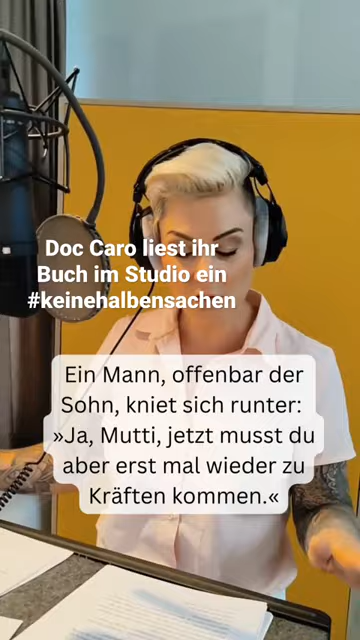 Doc Caro liest ihr
Buch im Studio ein
#keinehalbensachen
Ein Mann, offenbar der
Sohn, kniet sich runter:
»Ja, Mutti, jetzt musst du
aber erst mal wieder zu
Kräften kommen.«